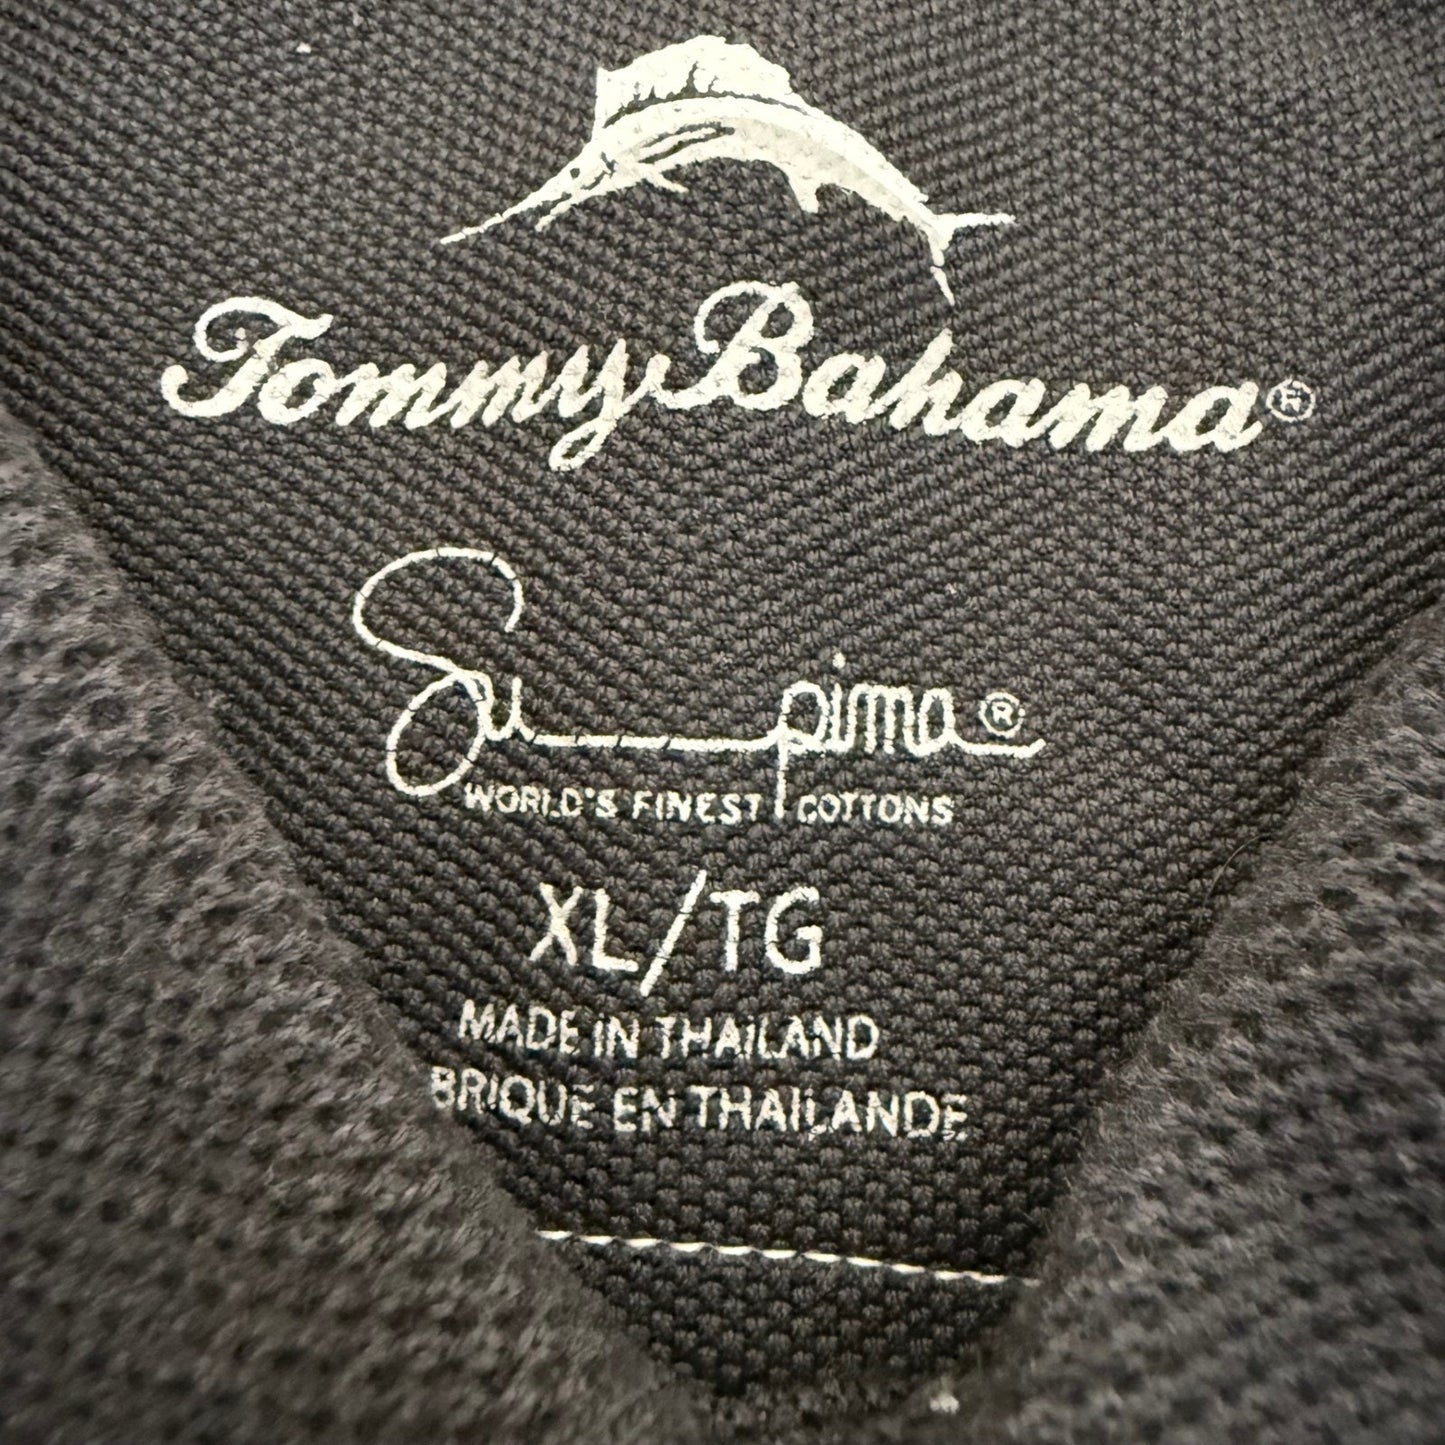 Tommy Bahama®
Supima®
WORLD'S FINEST COTTONS
XL/TG
MADE IN THAILAND
BRIQUE EN THAILANDE